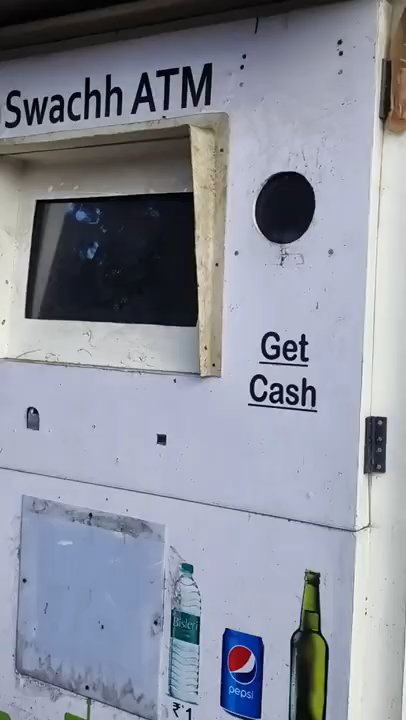 Swachh ATM
Get
Cash
Bisleri
pepsi
₹1